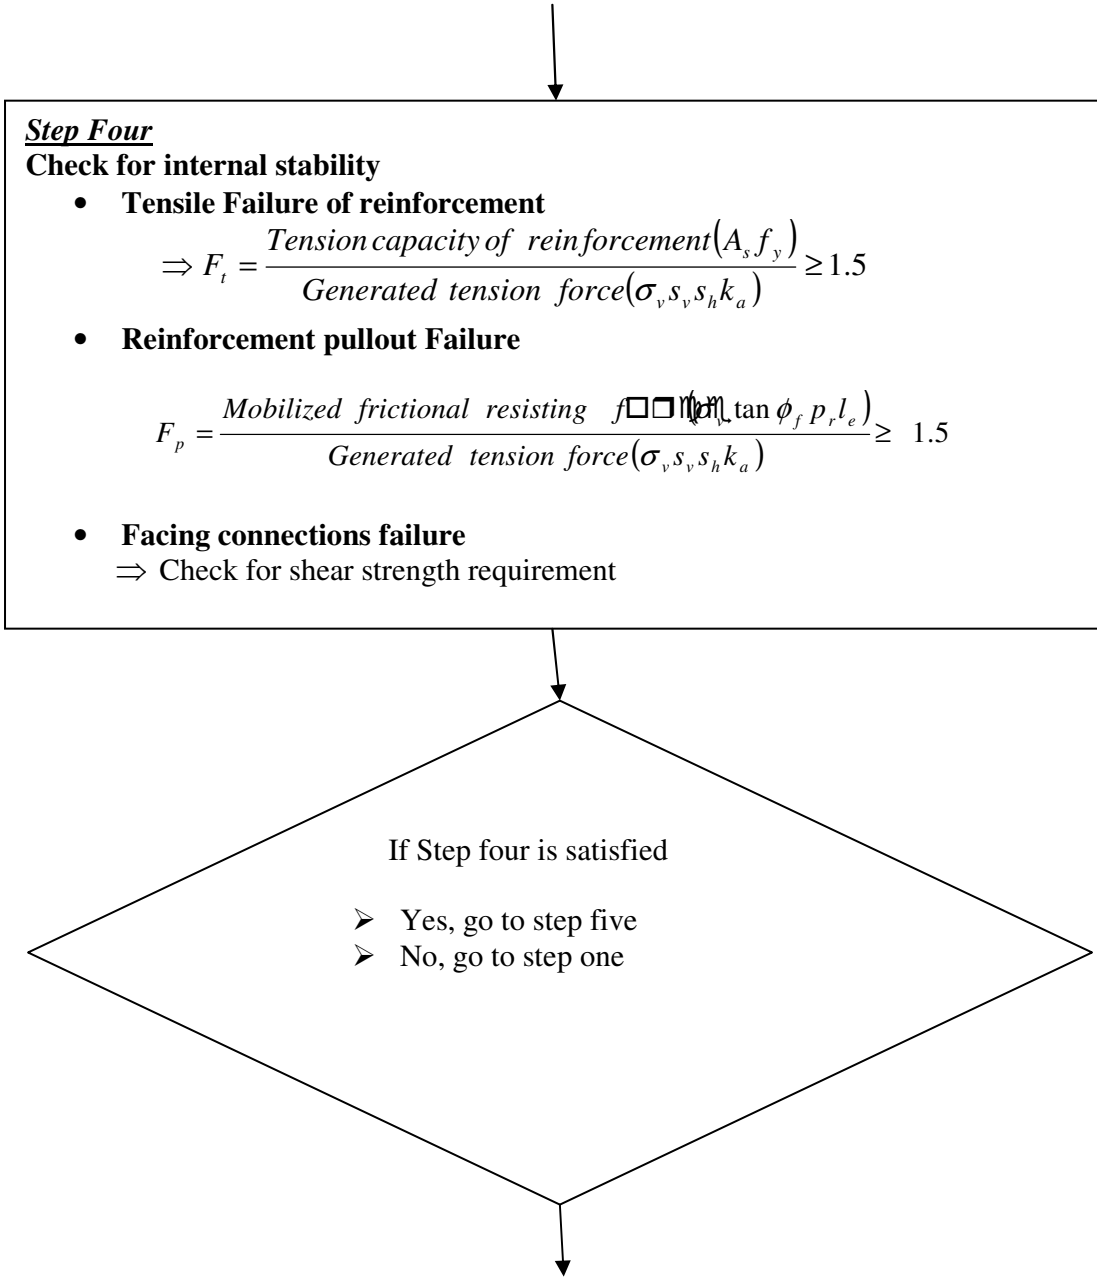 Step Four
Check for internal stability
• Tensile Failure of reinforcement
⇒ F_t = Tension capacity of reinforcement(A_s f_y) / Generated tension force(σ_v s_v s_h k_a) ≥ 1.5
• Reinforcement pullout Failure
F_p = Mobilized frictional resisting tan φ_f p_r l_e) / Generated tension force(σ_v s_v s_h k_a) ≥ 1.5
• Facing connections failure
⇒ Check for shear strength requirement
If Step four is satisfied
➢ Yes, go to step five
➢ No, go to step one